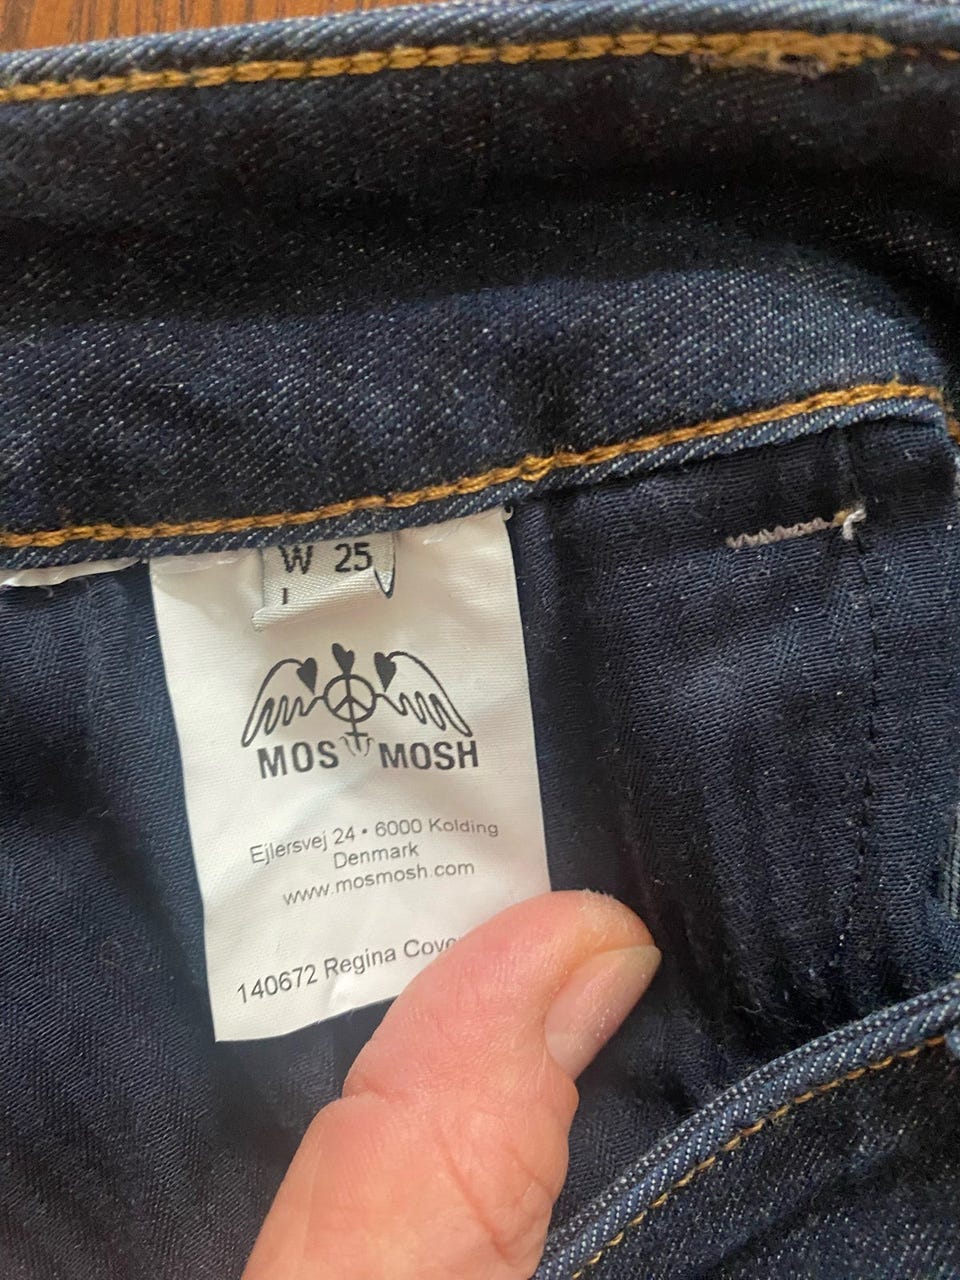 W 25
MOS MOSH
Ejlersvej 24 • 6000 Kolding
Denmark
www.mosmosh.com
140672 Regina